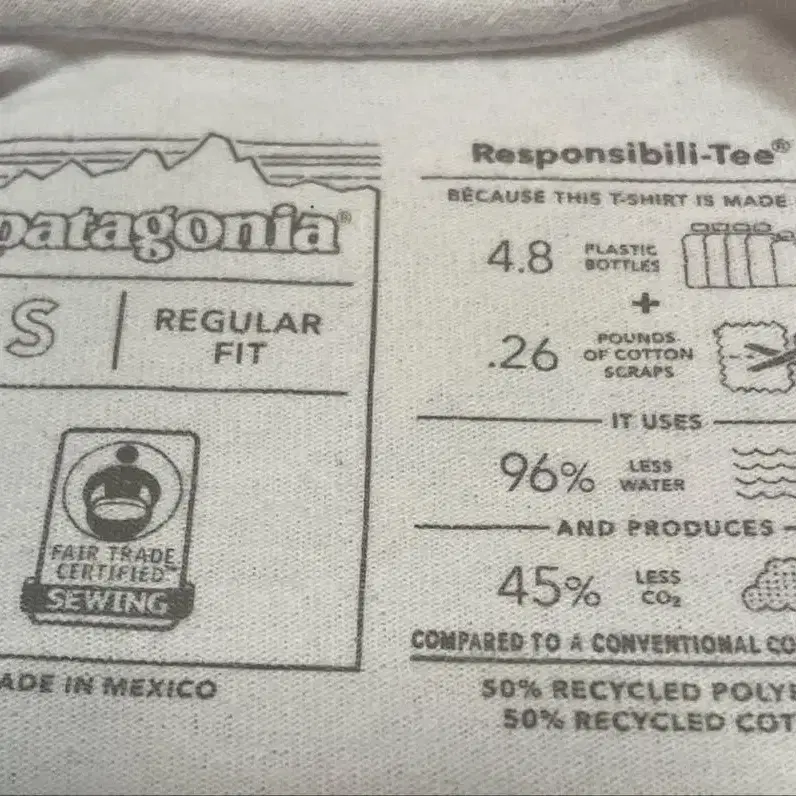 patagonia®
S
REGULAR
FIT
FAIR TRADE
CERTIFIED™
SEWING
ADE IN MEXICO
Responsibili-Tee®
BECAUSE THIS T-SHIRT IS MADE
4.8 PLASTIC
BOTTLES
+
.26 POUNDS
OF COTTON
SCRAPS
IT USES
96% LESS
WATER
AND PRODUCES
45% LESS
CO₂
COMPARED TO A CONVENTIONAL CO
50% RECYCLED POLYE
50% RECYCLED COT